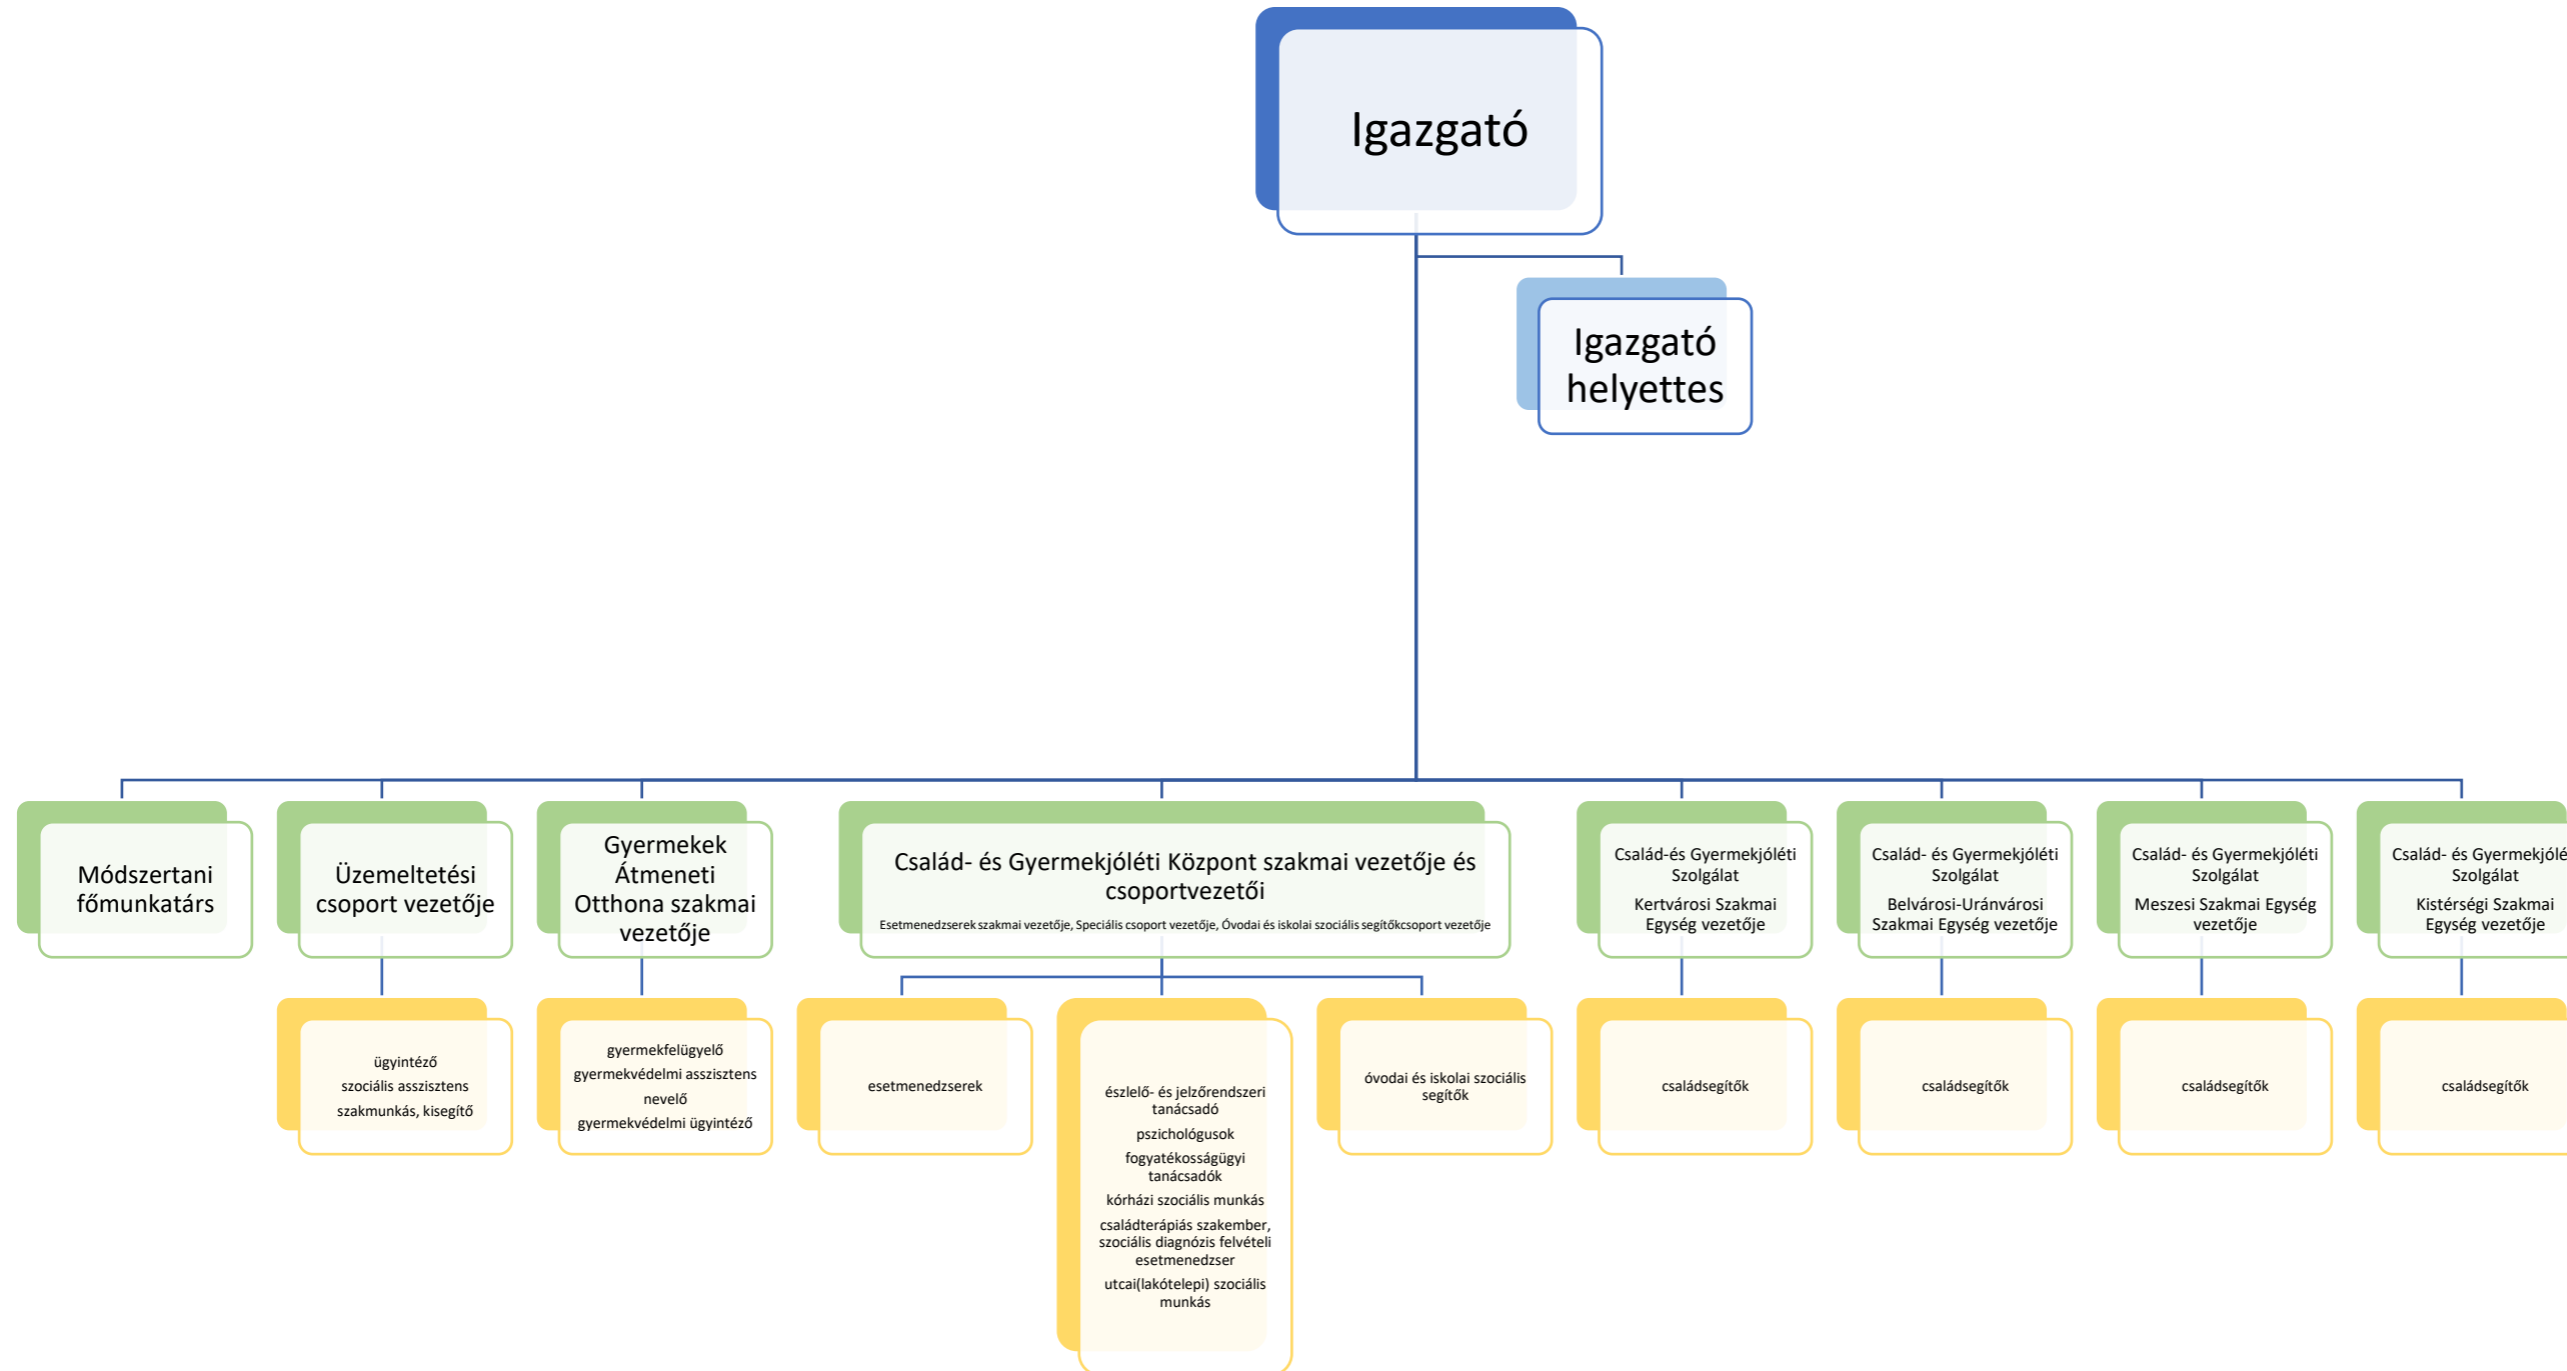 Igazgató
Igazgató
helyettes
Módszertani
főmunkatárs
Üzemeltetési
csoport vezetője
Gyermekek
Átmeneti
Otthona szakmai
vezetője
Család- és Gyermekjóléti Központ szakmai vezetője és
csoportvezetői
Esetmenedzserek szakmai vezetője, Speciális csoport vezetője, Óvodai és iskolai szociális segítőkcsoport vezetője
Család-és Gyermekjóléti
Szolgálat
Kertvárosi Szakmai
Egység vezetője
Család- és Gyermekjóléti
Szolgálat
Belvárosi-Uránvárosi
Szakmai Egység vezetője
Család- és Gyermekjóléti
Szolgálat
Meszesi Szakmai Egység
vezetője
Család- és Gyermekjólé
Szolgálat
Kistérségi Szakmai
Egység vezetője
ügyintéző
szociális asszisztens
szakmunkás, kisegítő
gyermekfelügyelő
gyermekvédelmi asszisztens
nevelő
gyermekvédelmi ügyintéző
esetmenedzserek
észlelő- és jelzőrendszeri
tanácsadó
pszichológusok
fogyatékosságügyi
tanácsadók
kórházi szociális munkás
családterápiás szakember,
szociális diagnózis felvételi
esetmenedzser
utcai(lakótelepi) szociális
munkás
óvodai és iskolai szociális
segítők
családsegítők
családsegítők
családsegítők
családsegítők